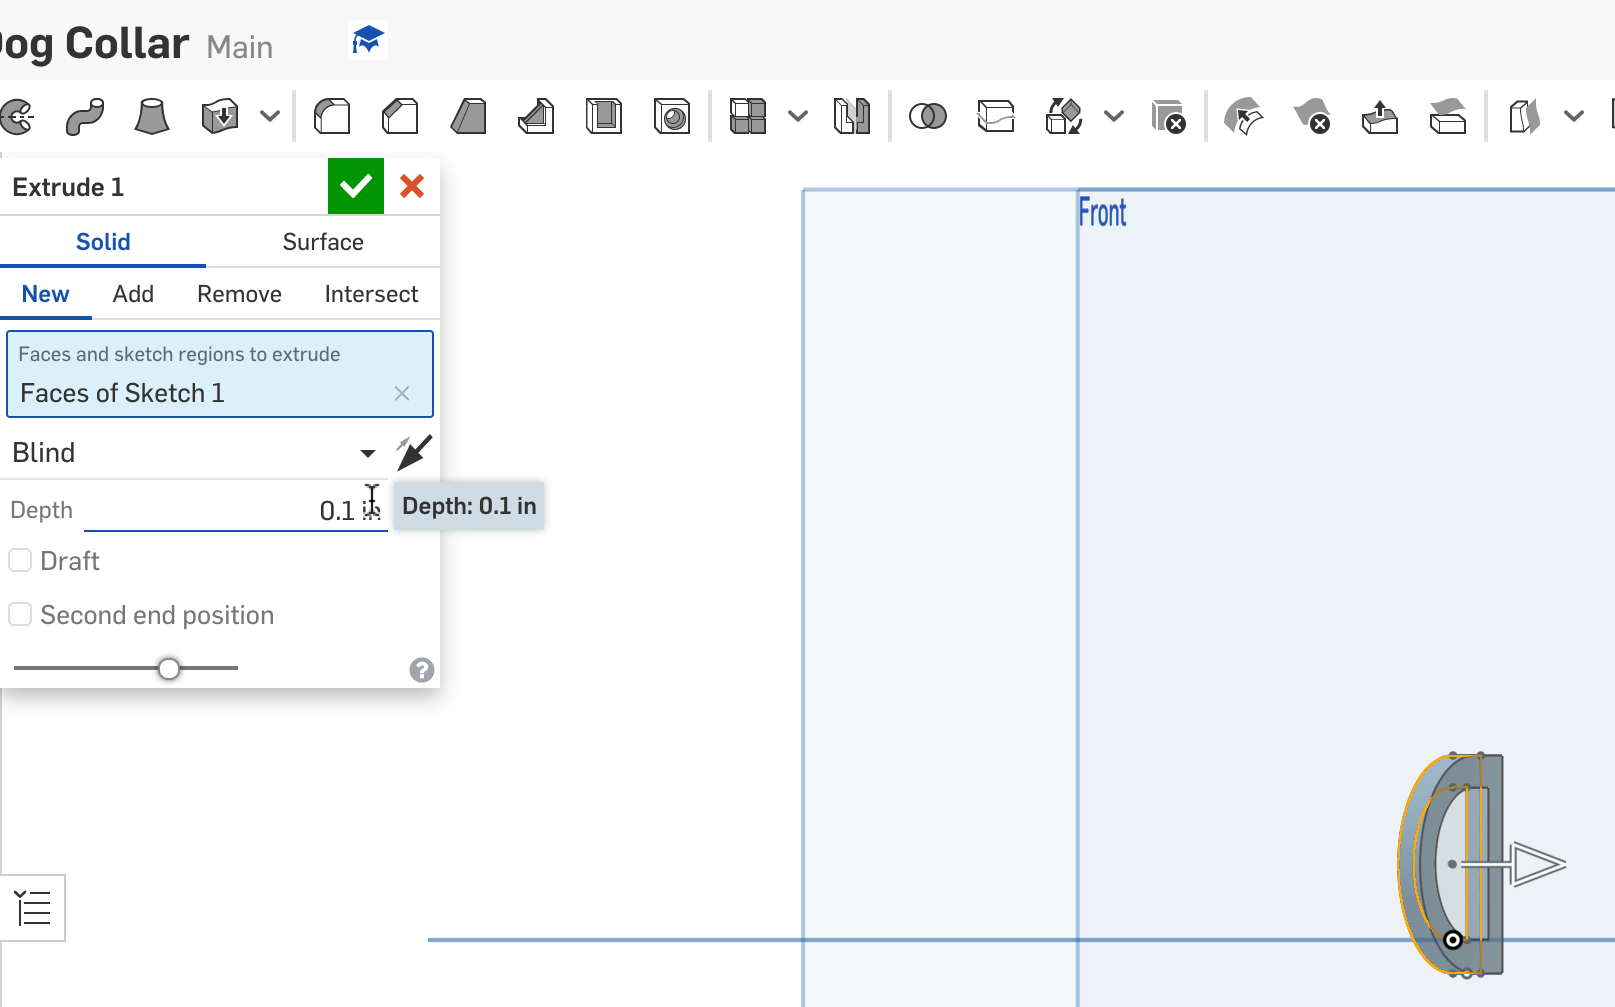 Dog Collar Main
Extrude 1
Solid Surface
New Add Remove Intersect
Faces and sketch regions to extrude
Faces of Sketch 1
Blind
Depth 0.1 in
Depth: 0.1 in
Draft
Second end position
Front